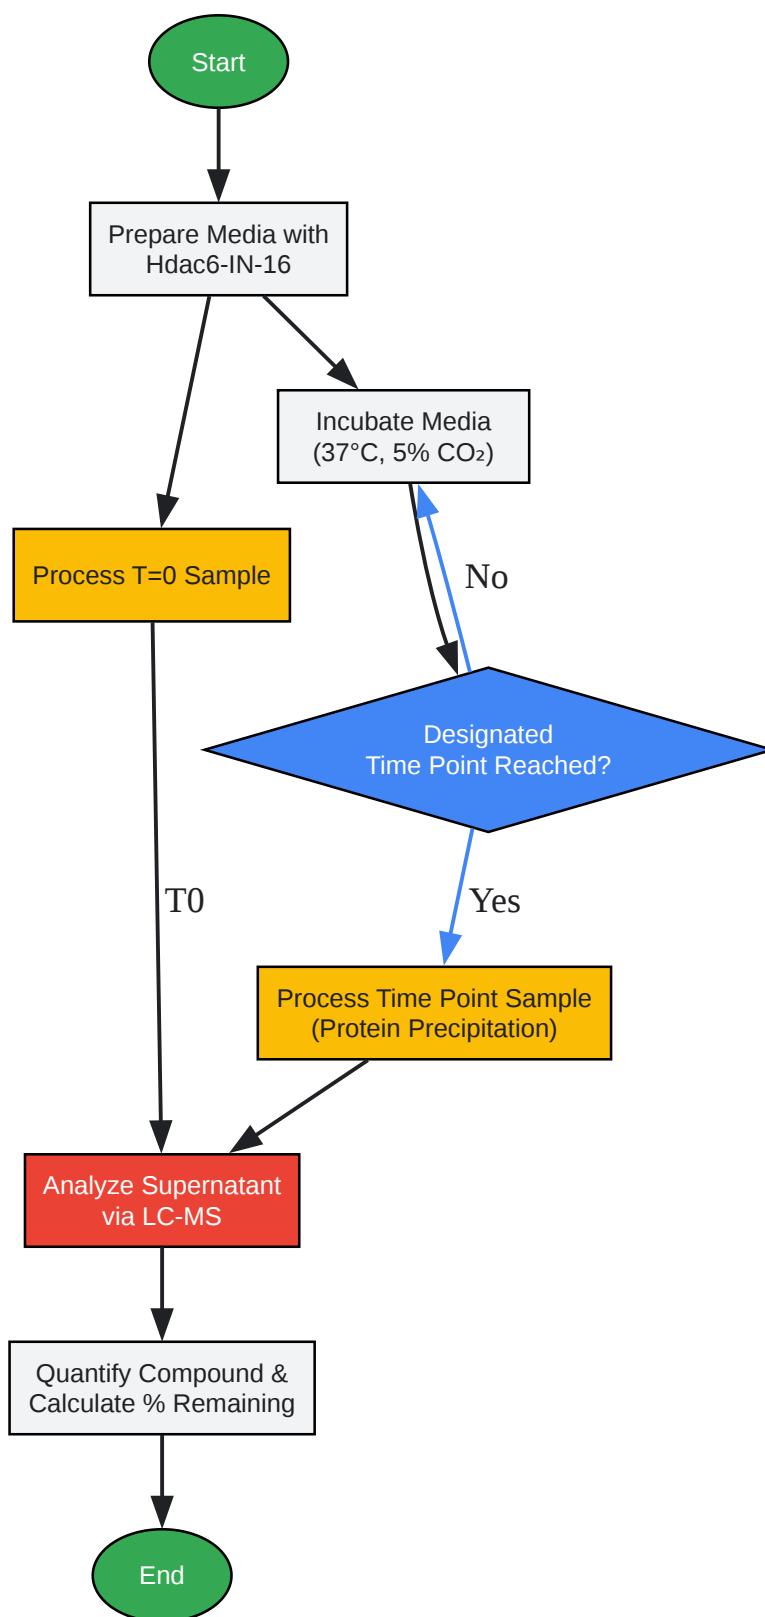 Start
Prepare Media with
Hdac6-IN-16
Incubate Media
(37°C, 5% CO₂)
Process T=0 Sample
No
Designated
Time Point Reached?
T0
Yes
Process Time Point Sample
(Protein Precipitation)
Analyze Supernatant
via LC-MS
Quantify Compound &
Calculate % Remaining
End